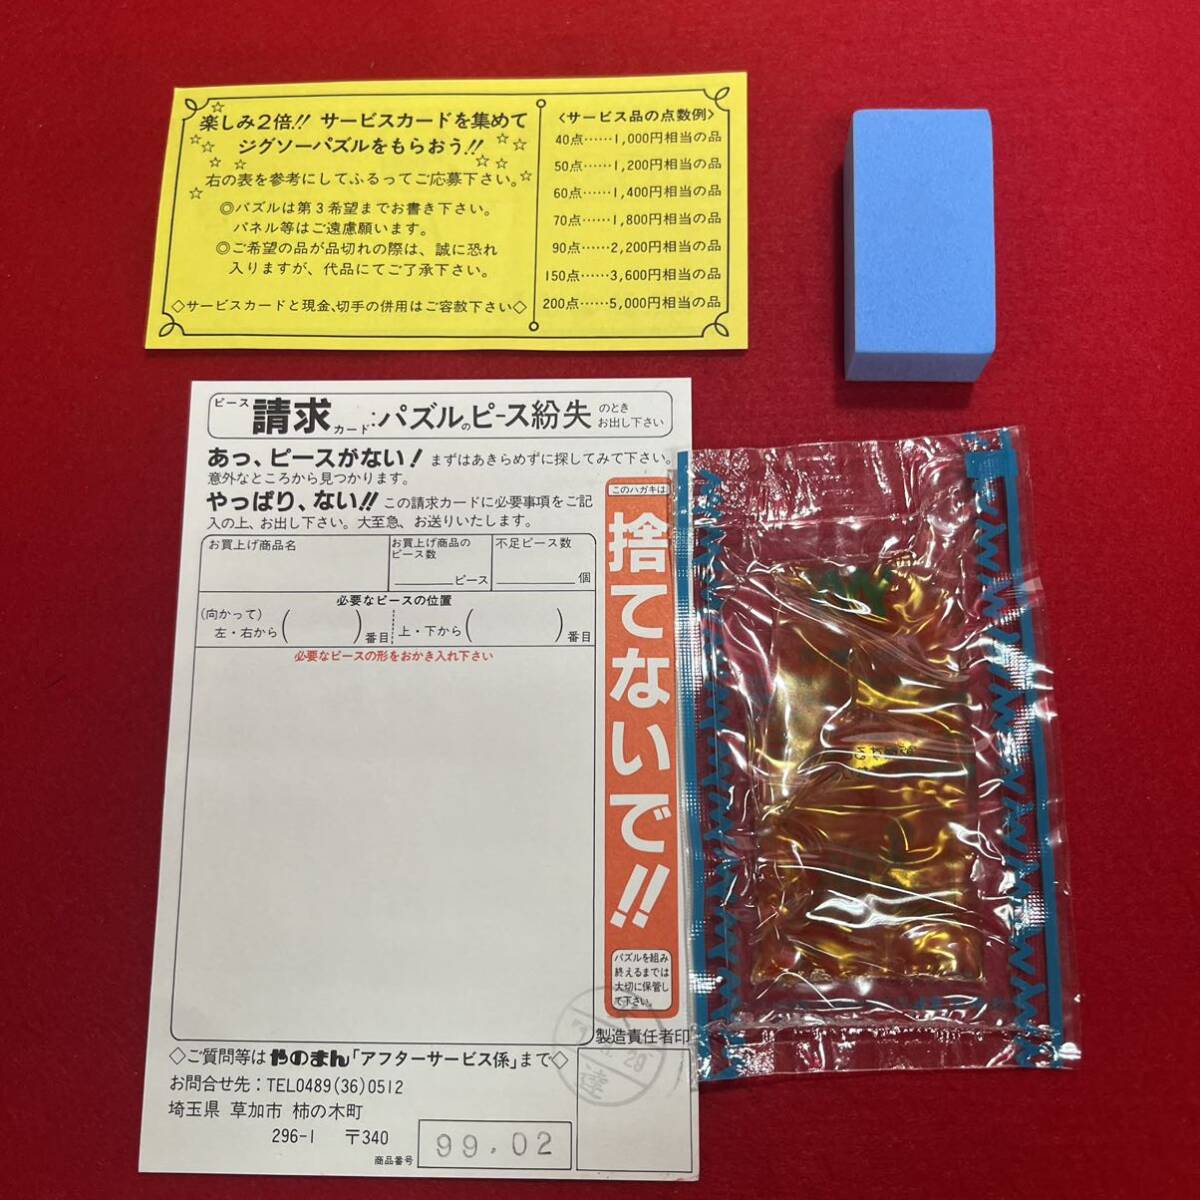 楽しみ2倍!! サービスカードを集めて
ジグソーパズルをもらおう!!
右の表を参考にしてふるってご応募下さい。
◎パズルは第3希望までお書き下さい。
パネル等はご遠慮願います。
◎ご希望の品が品切れの際は、誠に恐れ
入りますが、代品にてご了承下さい。
◇サービスカードと現金、切手の併用はご容赦下さい◇
<サービス品の点数例>
40点……1,000円相当の品
50点……1,200円相当の品
60点……1,400円相当の品
70点……1,800円相当の品
90点……2,200円相当の品
150点……3,600円相当の品
200点……5,000円相当の品
ピース請求カード:パズルのピース紛失のときお出し下さい
あっ、ピースがない! まずはあきらめずに探してみて下さい。
意外なところから見つかります。
やっぱり、ない!! この請求カードに必要事項をご記
入の上、お出し下さい。大至急、お送りいたします。
お買上げ商品名
お買上げ商品の
ピース数
ピース
不足ピース数
個
必要なピースの位置
(向かって)
左・右から( )番目
上・下から( )番目
必要なピースの形をおかき入れ下さい
このハガキは
捨てないで!!
パズルを組み
終えるまでは
大切に保管し
て下さい。
製造責任者印
◇ご質問等はやのまん「アフターサービス係」まで◇
お問合せ先:TEL0489(36)0512
埼玉県 草加市 柿の木町
296-1 〒340
商品番号
99.02